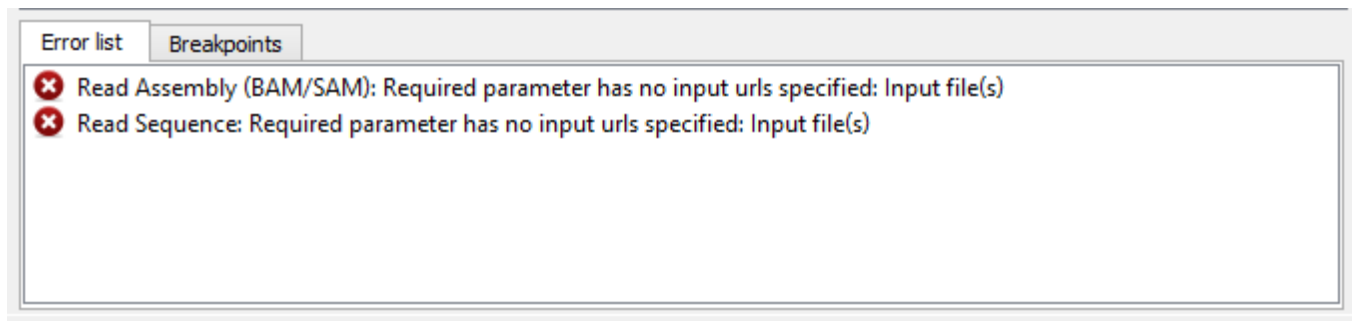 Error list Breakpoints
Read Assembly (BAM/SAM): Required parameter has no input urls specified: Input file(s)
Read Sequence: Required parameter has no input urls specified: Input file(s)